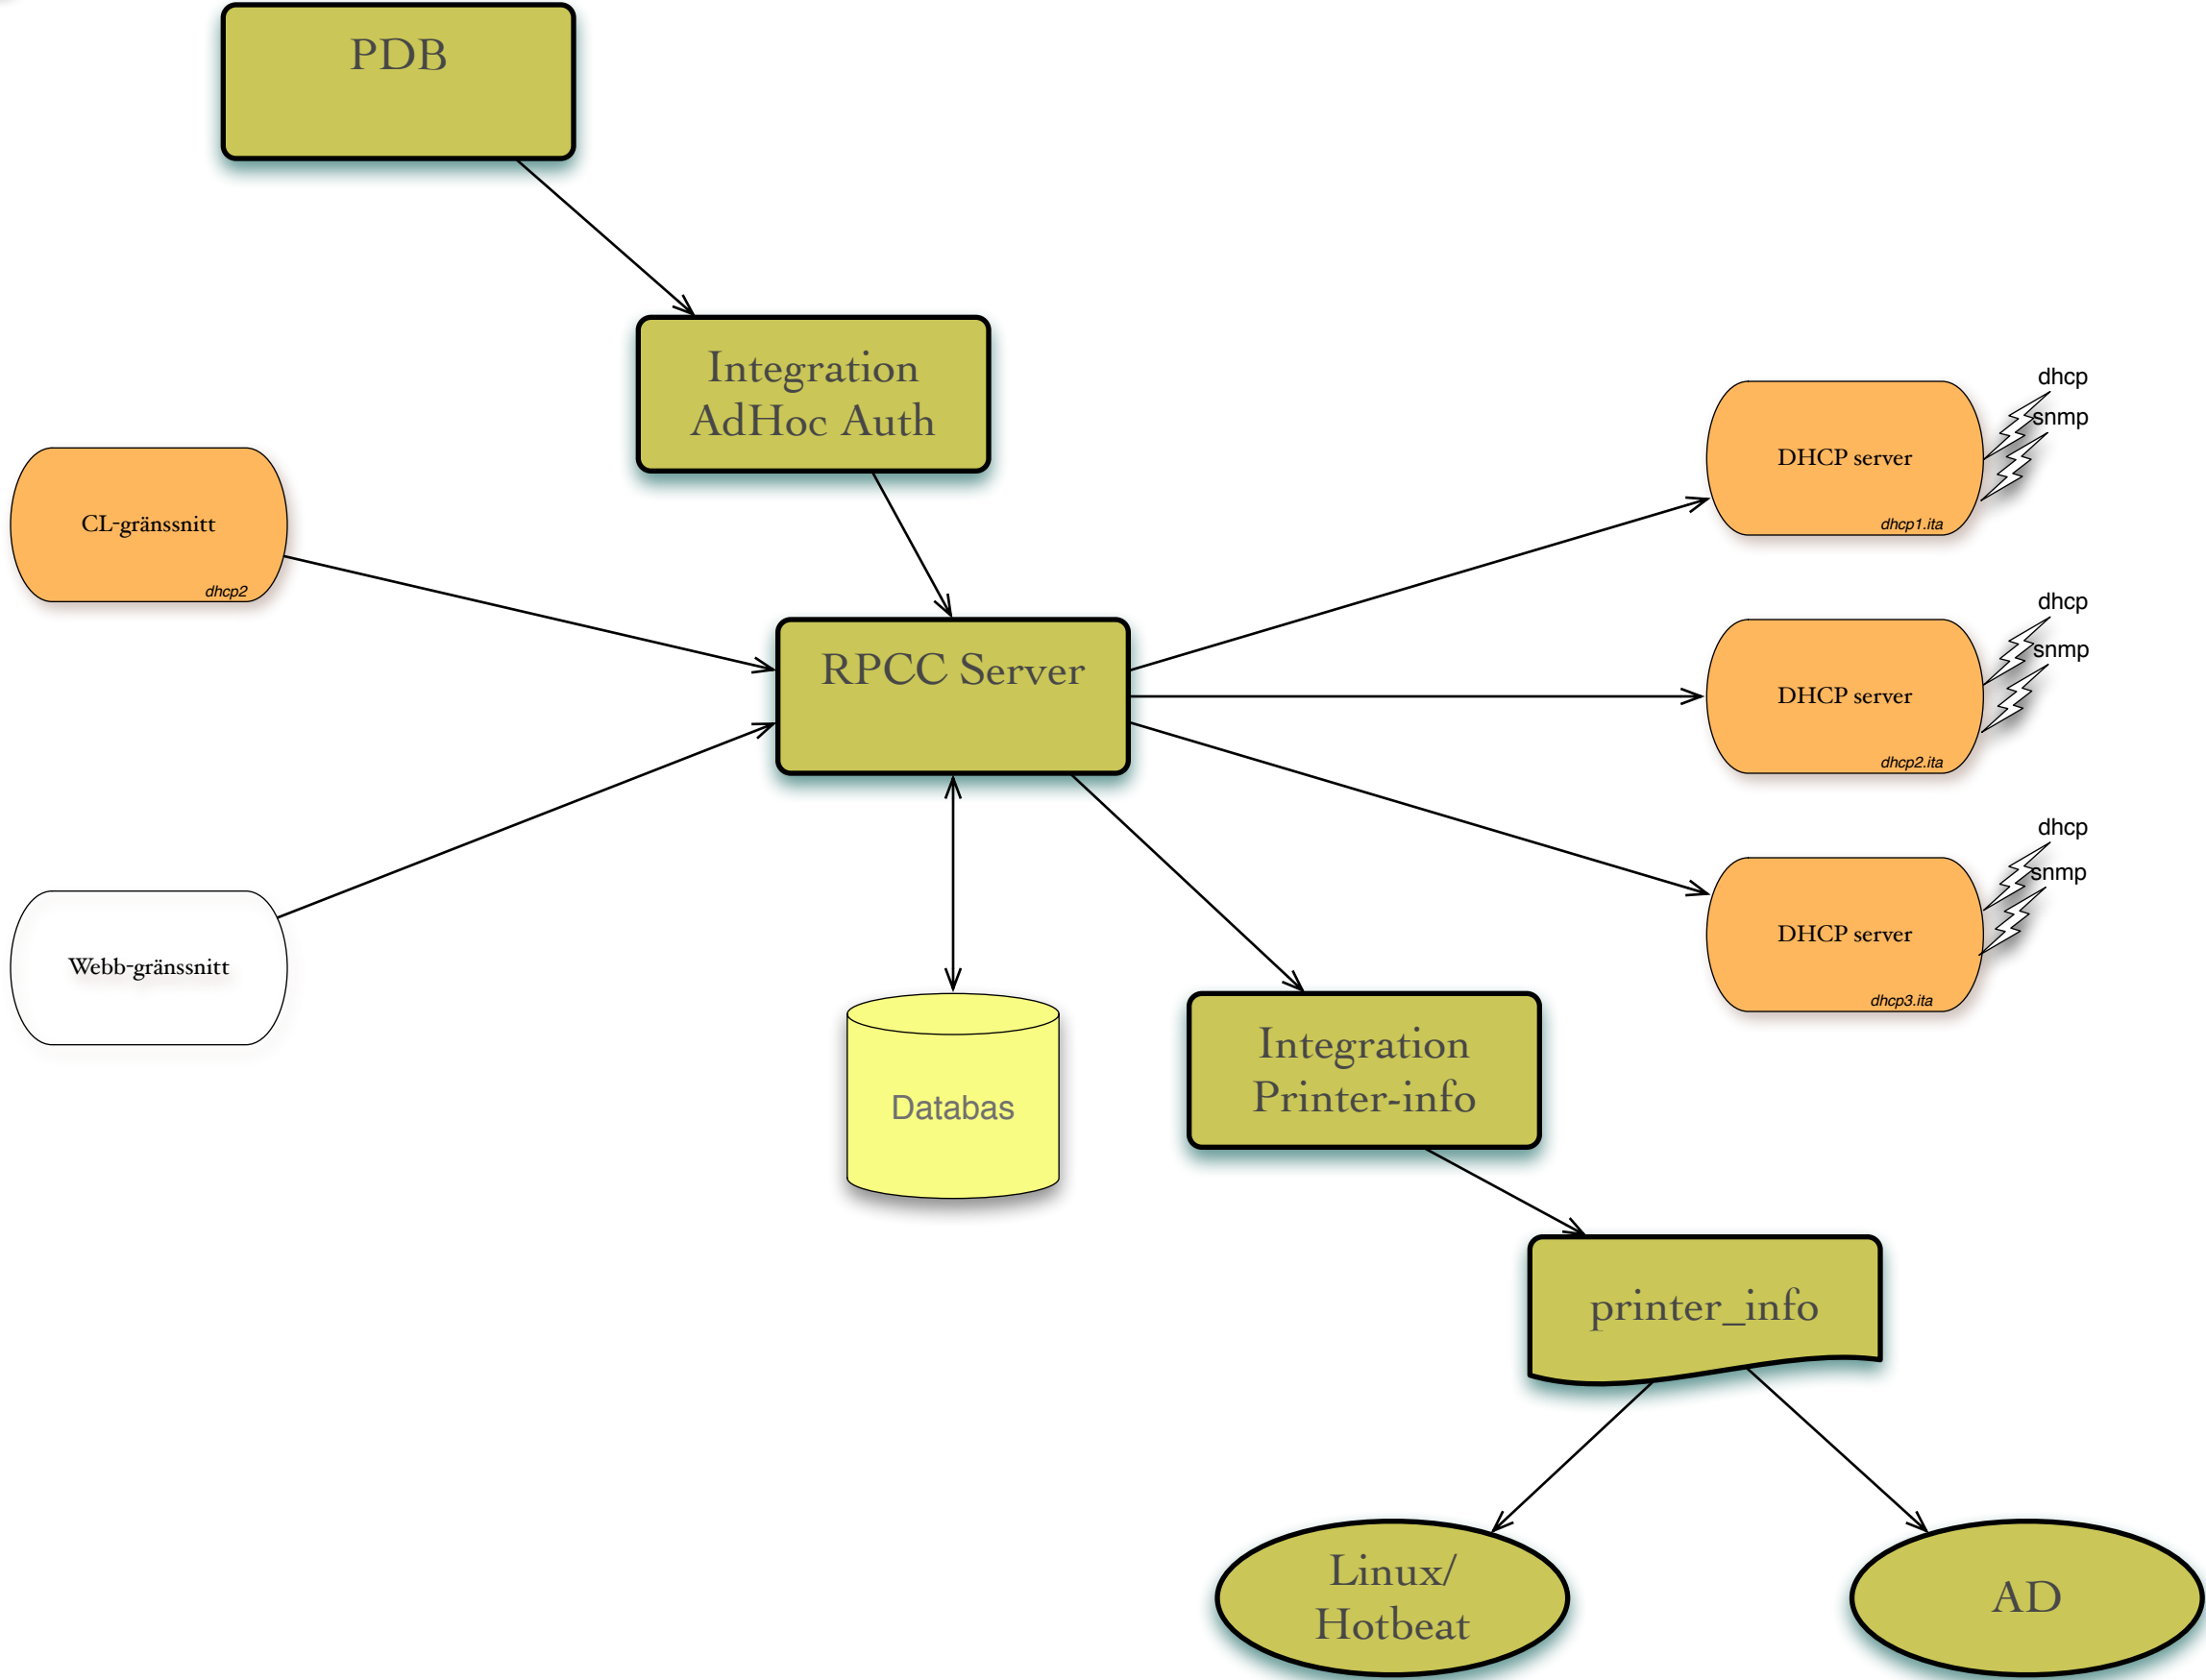 PDB
Integration
AdHoc Auth
dhcp
snmp
DHCP server
dhcp1.ita
CL-gränssnitt
dhcp2
dhcp
snmp
RPCC Server
DHCP server
dhcp2.ita
dhcp
snmp
DHCP server
dhcp3.ita
Webb-gränssnitt
Databas
Integration
Printer-info
printer_info
Linux/
Hotbeat
AD